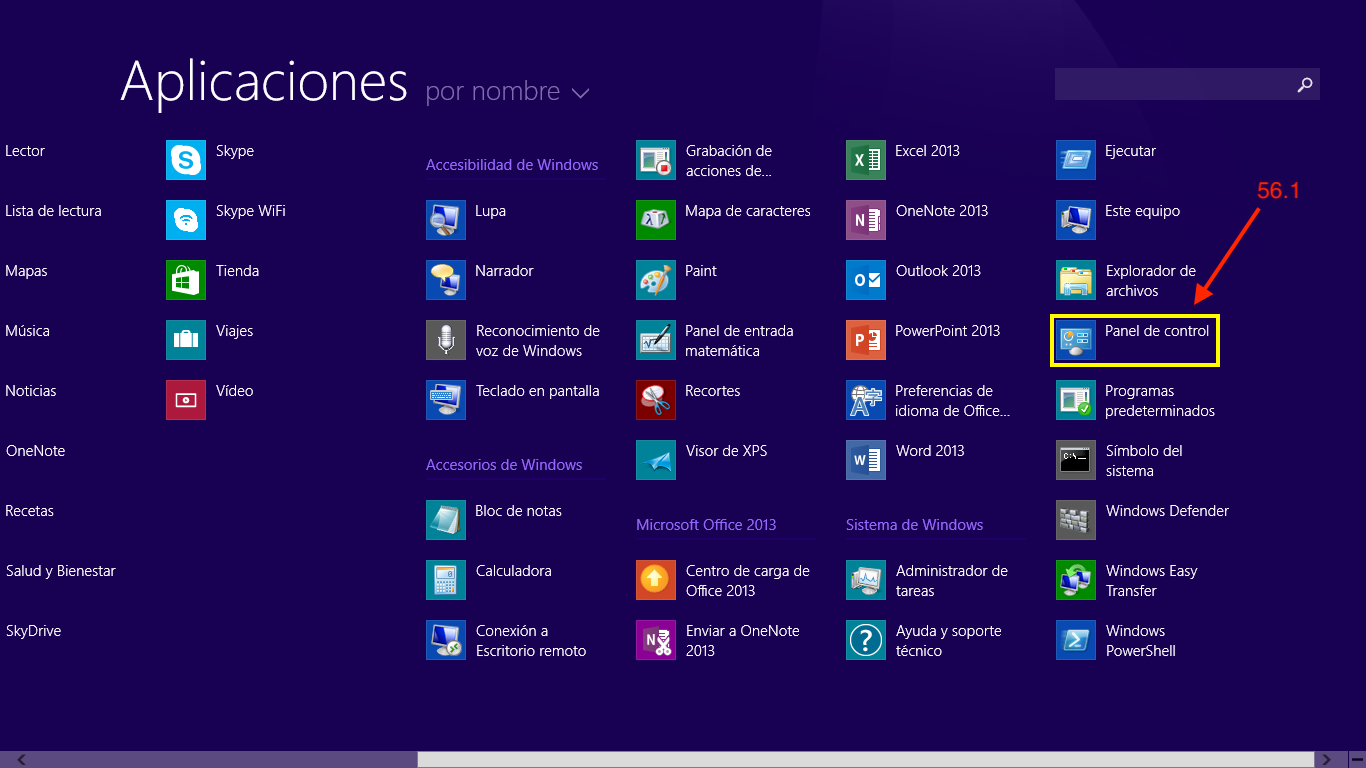 Aplicaciones por nombre
Lector
Lista de lectura
Mapas
Música
Noticias
OneNote
Recetas
Salud y Bienestar
SkyDrive
Skype
Skype WiFi
Tienda
Viajes
Vídeo
Accesibilidad de Windows
Lupa
Narrador
Reconocimiento de
voz de Windows
Teclado en pantalla
Accesorios de Windows
Bloc de notas
Calculadora
Conexión a
Escritorio remoto
Grabación de
acciones de...
Mapa de caracteres
Paint
Panel de entrada
matemática
Recortes
Visor de XPS
Microsoft Office 2013
Centro de carga de
Office 2013
Enviar a OneNote
2013
Excel 2013
OneNote 2013
Outlook 2013
PowerPoint 2013
Preferencias de
idioma de Office...
Word 2013
Sistema de Windows
Administrador de
tareas
Ayuda y soporte
técnico
Ejecutar
56.1
Este equipo
Explorador de
archivos
Panel de control
Programas
predeterminados
Símbolo del
sistema
Windows Defender
Windows Easy
Transfer
Windows
PowerShell